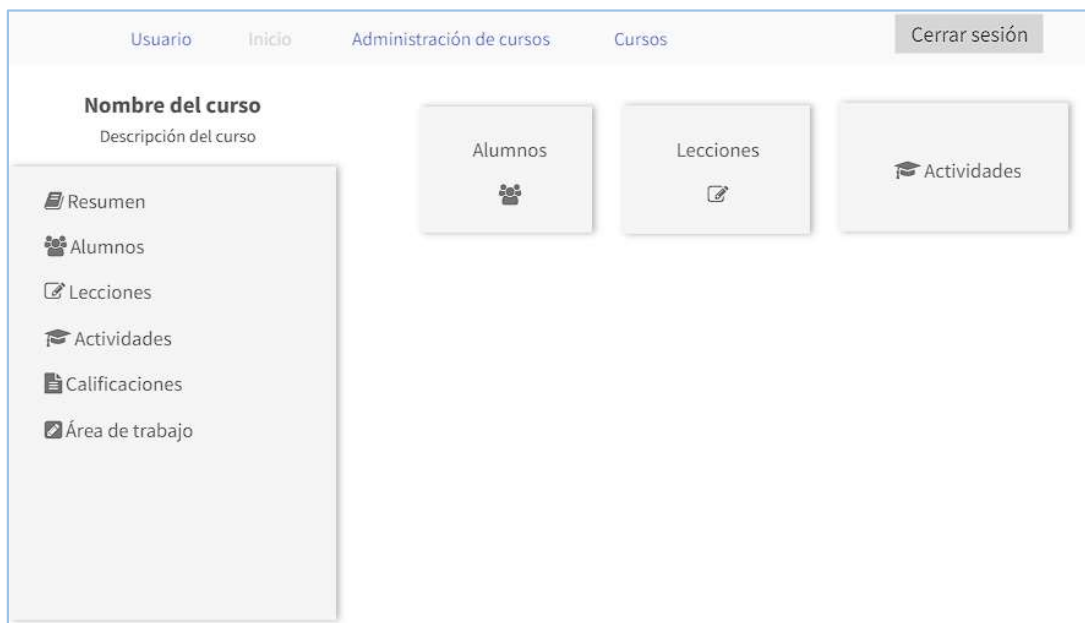 Usuario Inicio Administración de cursos Cursos Cerrar sesión
Nombre del curso
Descripción del curso
Resumen
Alumnos
Lecciones
Actividades
Calificaciones
Área de trabajo
Alumnos
Lecciones
Actividades